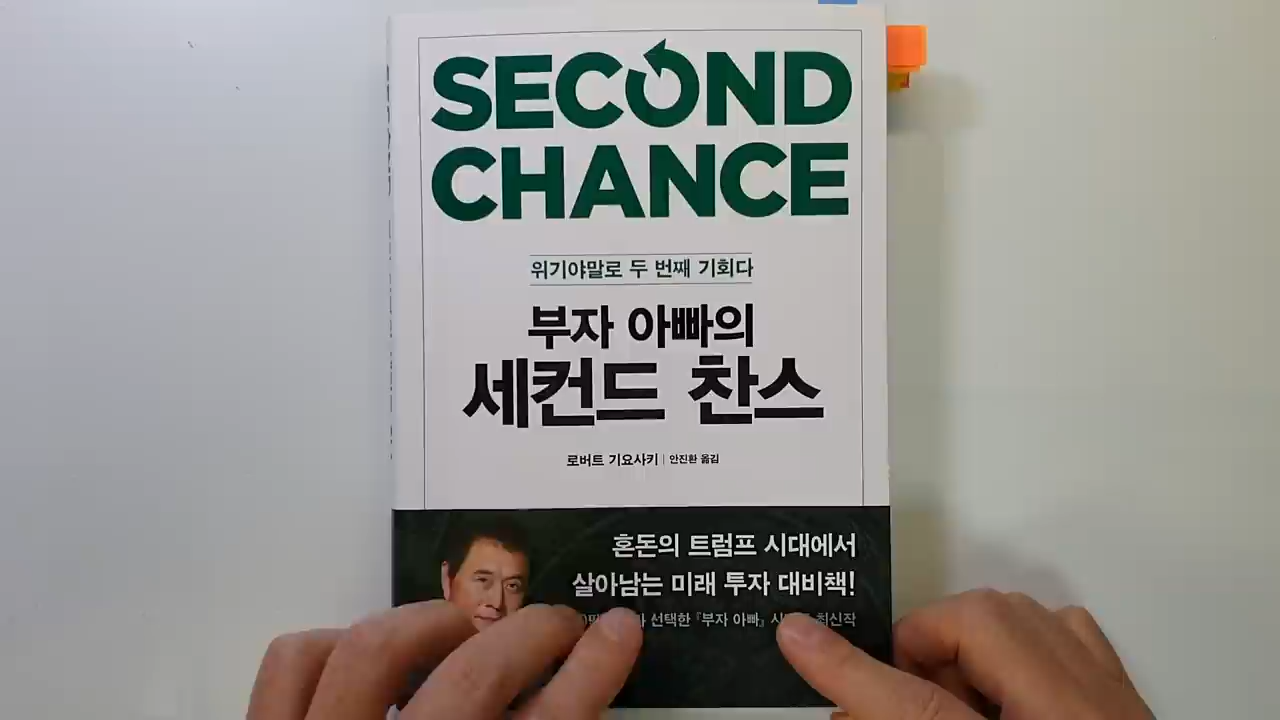 SECOND
CHANCE
위기야말로 두 번째 기회다
부자 아빠의
세컨드 찬스
로버트 기요사키 | 안진환 옮김
혼돈의 트럼프 시대에서
살아남는 미래 투자 대비책!
선택한 『부자 아빠』 최신작